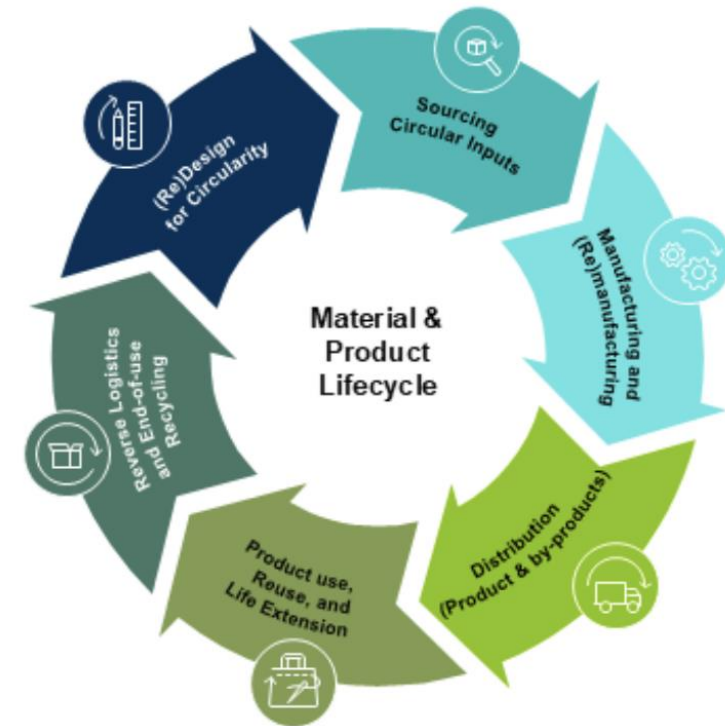 Material &
Product
Lifecycle
(Re)Design
for Circularity
Sourcing
Circular Inputs
Manufacturing and
(Re)manufacturing
Distribution
(Product & by-products)
Product use,
Reuse, and
Life Extension
Reverse Logistics
and End-of-use
Recycling